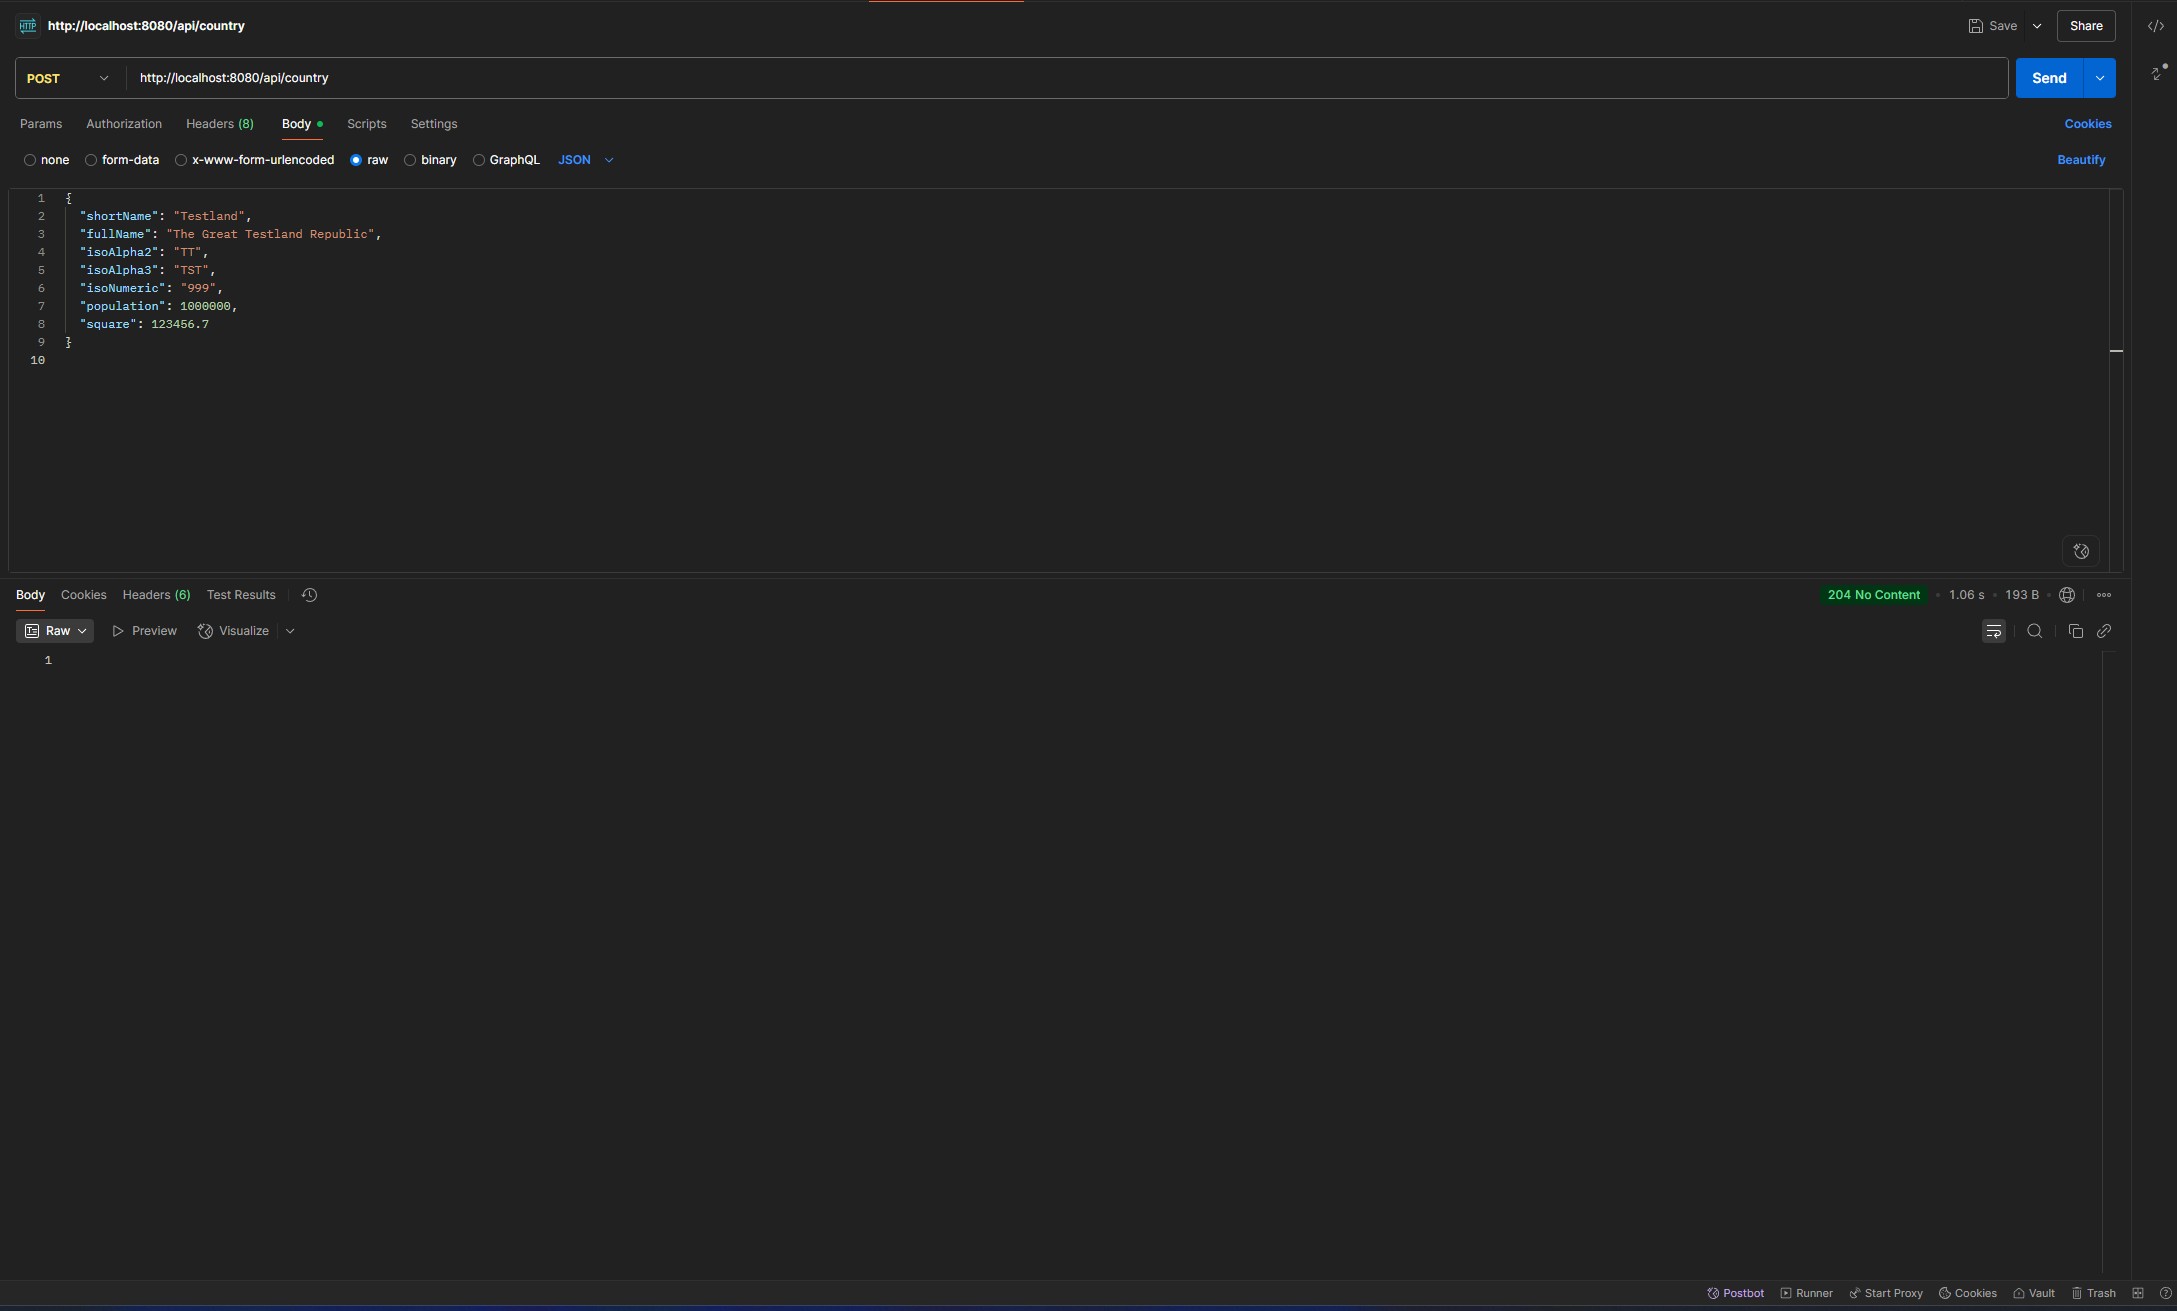 HTTP http://localhost:8080/api/country Save Share
POST http://localhost:8080/api/country Send
Params Authorization Headers (8) Body Scripts Settings Cookies
none form-data x-www-form-urlencoded raw binary GraphQL JSON Beautify
1 {
2 "shortName": "Testland",
3 "fullName": "The Great Testland Republic",
4 "isoAlpha2": "TT",
5 "isoAlpha3": "TST",
6 "isoNumeric": "999",
7 "population": 1000000,
8 "square": 123456.7
9 }
10
Body Cookies Headers (6) Test Results 204 No Content 1.06 s 193 B
Raw Preview Visualize
1
Postbot Runner Start Proxy Cookies Vault Trash